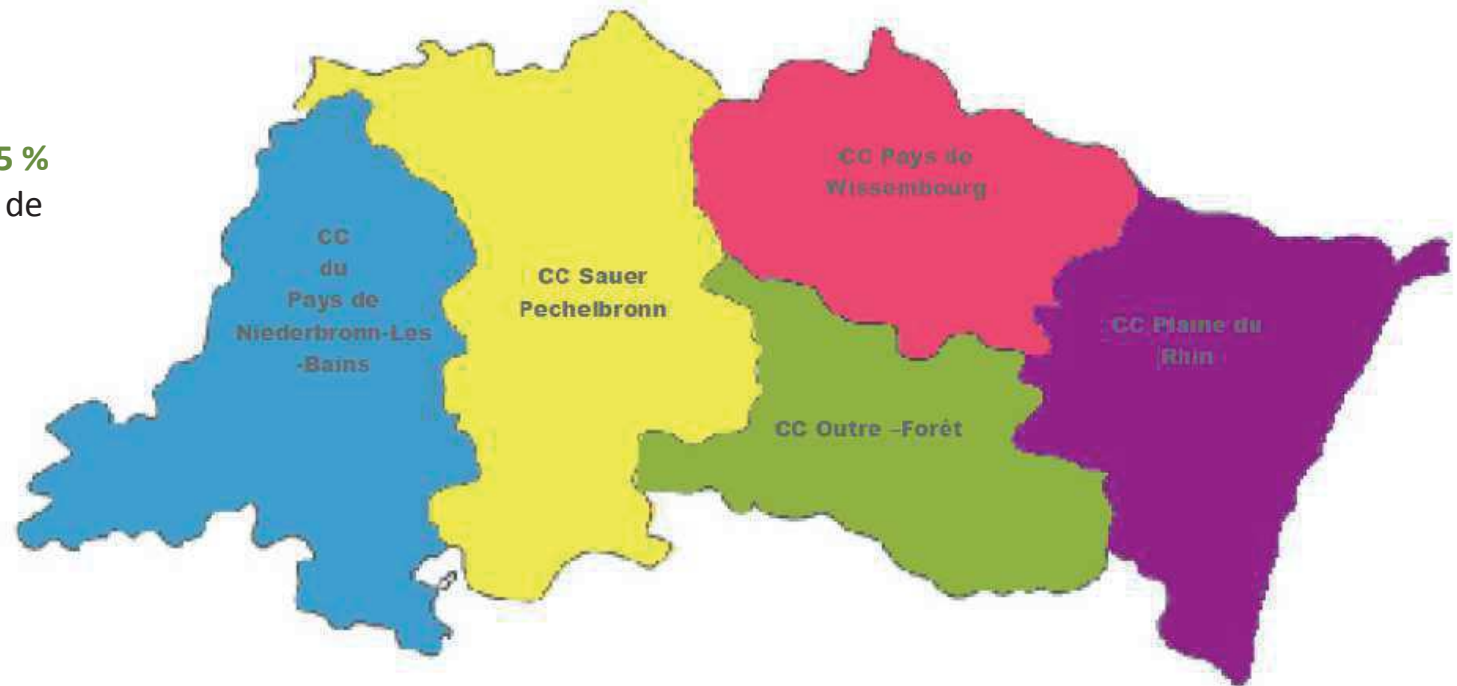 5 %
de
CC
du
Pays de
Niederbronn-Les
-Bains
CC Sauer
Pechelbronn
CC Pays de
Wissembourg
CC Outre -Forêt
CC Plaine du
Rhin